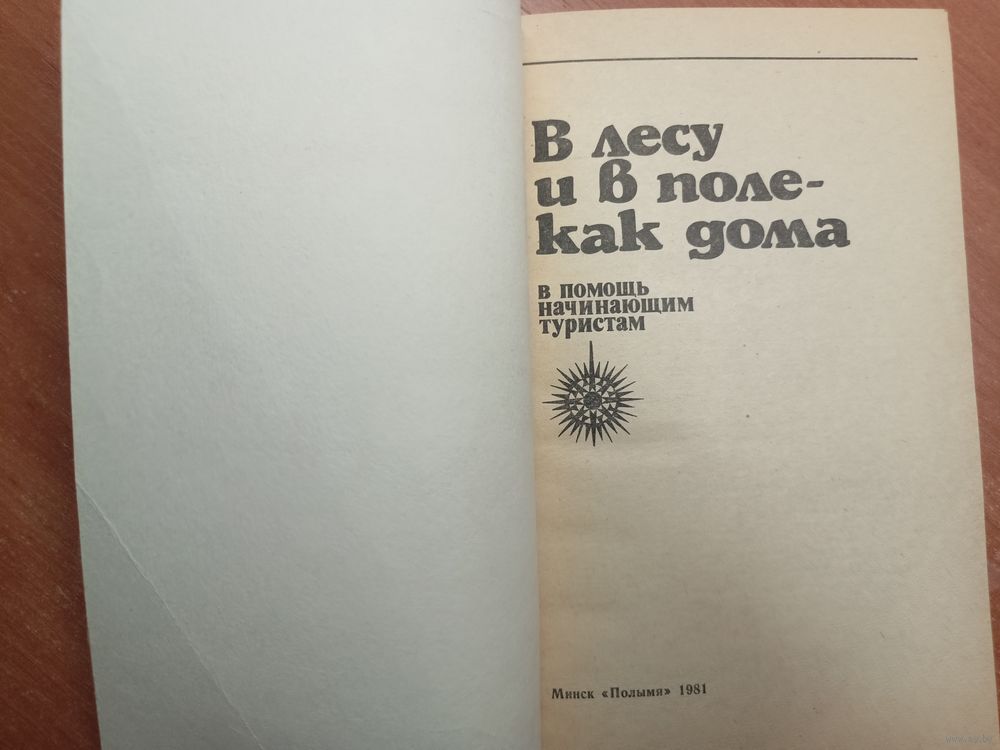 В лесу
и в поле-
как дома
в помощь
начинающим
туристам
Минск «Полымя» 1981